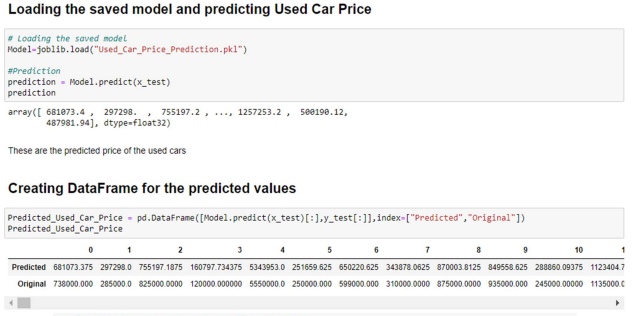 Loading the saved model and predicting Used Car Price
# Loading the saved model
Model=joblib.load("Used_Car_Price_Prediction.pkl")
#Prediction
prediction = Model.predict(x_test)
prediction
array([ 681073.4 , 297298. , 755197.2 , ..., 1257253.2 , 500190.12,
487981.94], dtype=float32)
These are the predicted price of the used cars
Creating DataFrame for the predicted values
Predicted_Used_Car_Price = pd.DataFrame([Model.predict(x_test)[:],y_test[:]],index=["Predicted","Original"])
Predicted_Used_Car_Price
0 1 2 3 4 5 6 7 8 9 10 1
Predicted 681073.375 297298.0 755197.1875 160797.734375 5343953.0 251659.625 650220.625 343878.0625 870003.8125 849558.625 288860.09375 1123404.7
Original 738000.000 285000.0 825000.0000 120000.000000 5550000.0 250000.000 599000.000 310000.0000 875000.0000 935000.000 245000.00000 1135000.0